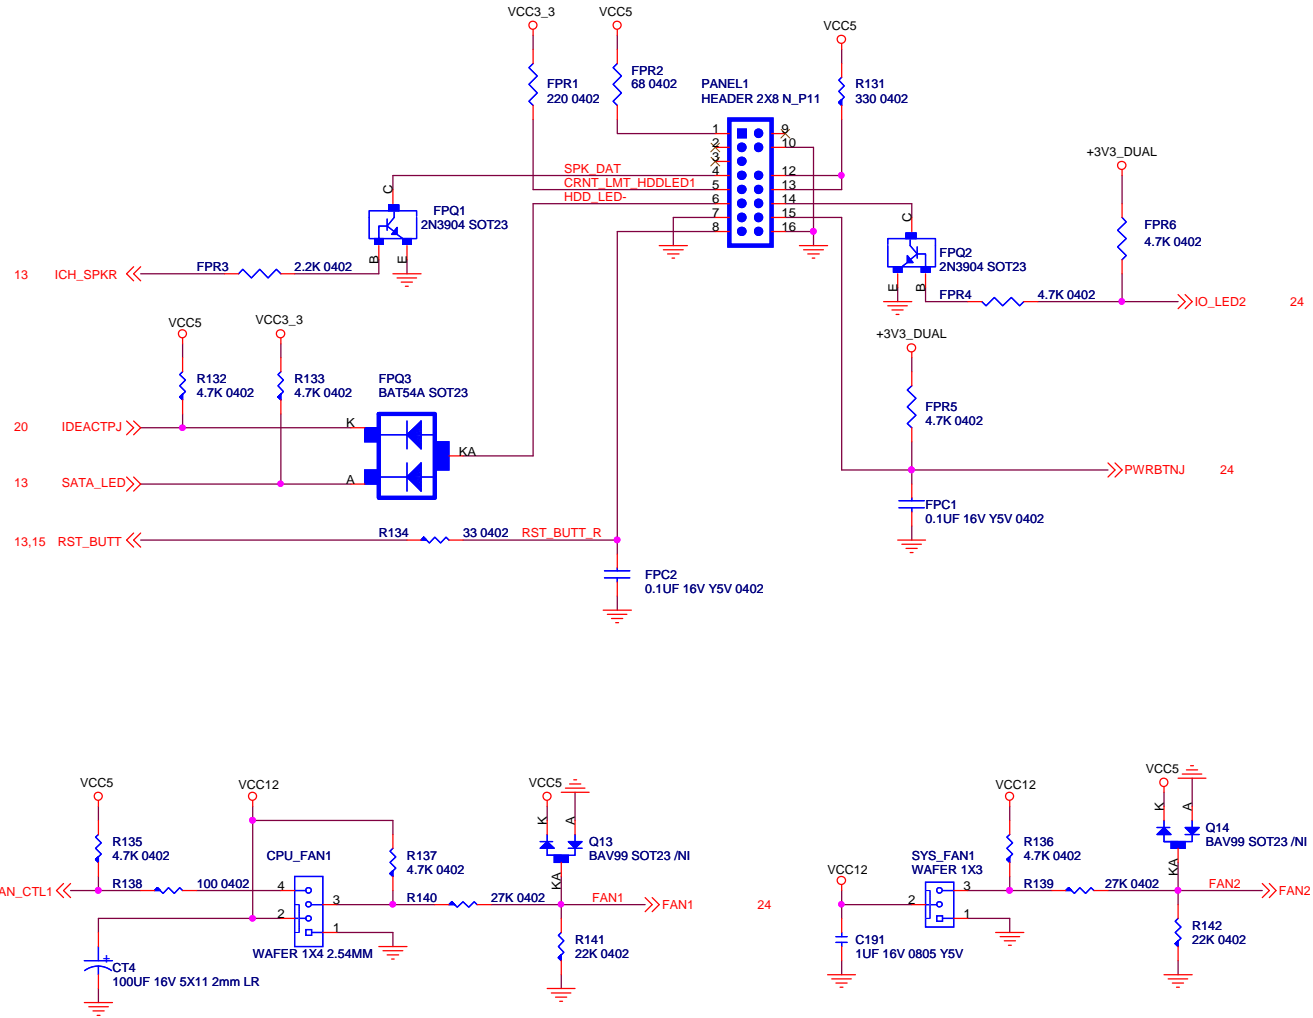 VCC3_3
VCC5
VCC5
FPR1
220 0402
FPR2
68 0402
PANEL1
HEADER 2X8 N_P11
R131
330 0402
1
2
3
4
5
6
7
8
9
10
12
13
14
15
16
SPK_DAT
CRNT_LMT_HDDLED1
HDD_LED-
+3V3_DUAL
C
FPQ1
2N3904 SOT23
B
E
13 ICH_SPKR
FPR3
2.2K 0402
C
FPQ2
2N3904 SOT23
E
B
FPR4
4.7K 0402
FPR6
4.7K 0402
IO_LED2 24
VCC5
VCC3_3
R132
4.7K 0402
R133
4.7K 0402
FPQ3
BAT54A SOT23
20 IDEACTPJ
K
KA
13 SATA_LED
A
+3V3_DUAL
FPR5
4.7K 0402
PWRBTNJ 24
FPC1
0.1UF 16V Y5V 0402
13,15 RST_BUTT
R134
33 0402
RST_BUTT_R
FPC2
0.1UF 16V Y5V 0402
VCC5
VCC12
R135
4.7K 0402
CPU_FAN1
R137
4.7K 0402
VCC5
K
A
Q13
BAV99 SOT23 /NI
KA
AN_CTL1
R138
100 0402
4
3
2
1
R140
27K 0402
FAN1
FAN1 24
WAFER 1X4 2.54MM
R141
22K 0402
+
CT4
100UF 16V 5X11 2mm LR
VCC12
VCC12
SYS_FAN1
WAFER 1X3
R136
4.7K 0402
VCC5
K
A
Q14
BAV99 SOT23 /NI
KA
3
2
1
R139
27K 0402
FAN2
FAN2
C191
1UF 16V 0805 Y5V
R142
22K 0402